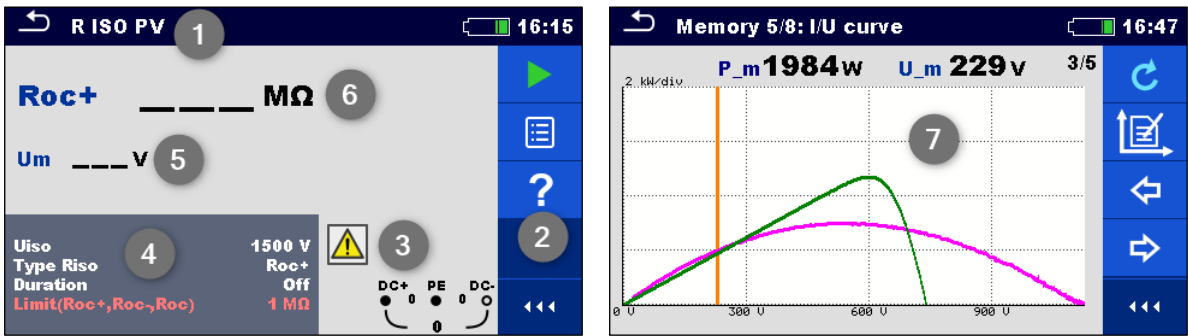 R ISO PV
1
16:15
Roc+ _ _ _ MΩ
6
Um _ _ _ V
5
?
2
4
3
Uiso 1500 V
Type Riso Roc+
Duration Off
Limit(Roc+,Roc-,Roc) 1 MΩ
DC+ PE DC-
0 0
0
Memory 5/8: I/U curve
16:47
P_m 1984 W U_m 229 V 3/5
2 kW/div
7
0 V 300 V 600 V 900 V